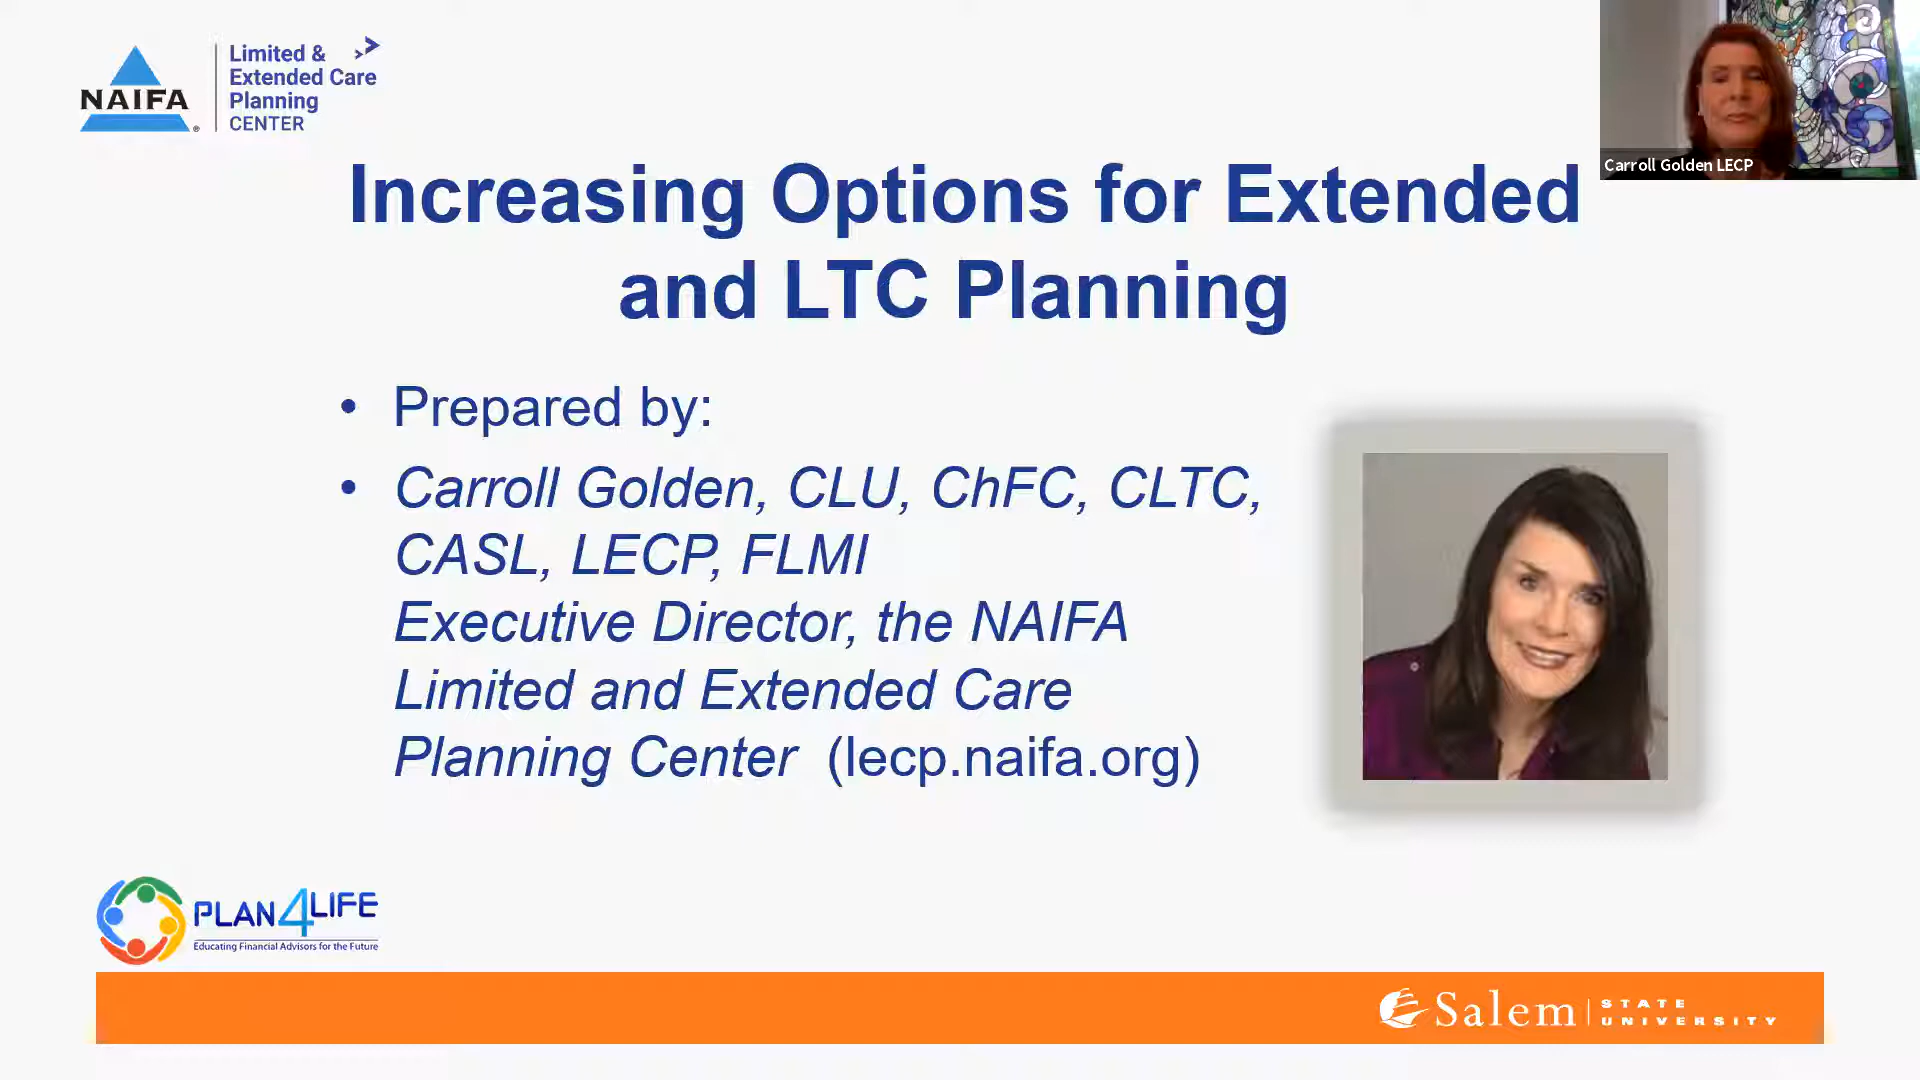 NAIFA
®
Limited &
Extended Care
Planning
CENTER
Carroll Golden LECP
Increasing Options for Extended
and LTC Planning
• Prepared by:
• Carroll Golden, CLU, ChFC, CLTC,
CASL, LECP, FLMI
Executive Director, the NAIFA
Limited and Extended Care
Planning Center (lecp.naifa.org)
PLAN4LIFE
Educating Financial Advisors for the Future
Salem
STATE
UNIVERSITY